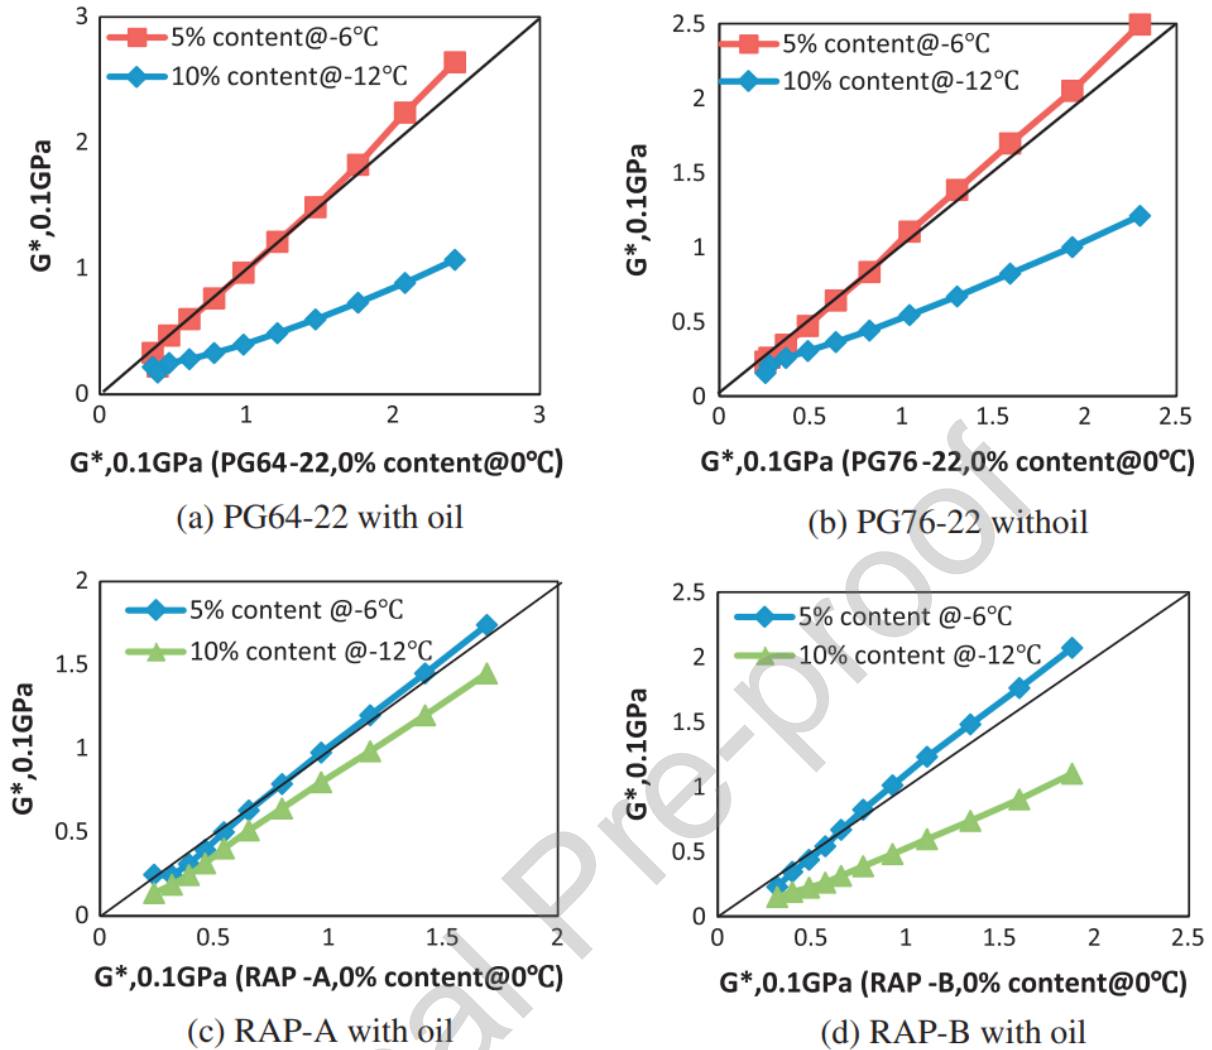 3
5% content@-6℃
10% content@-12℃
2
G*,0.1GPa
1
0
0
1
2
3
G*,0.1GPa (PG64-22,0% content@0℃)
(a) PG64-22 with oil
2.5
5% content@-6℃
10% content@-12℃
2
1.5
G*,0.1GPa
1
0.5
0
0
0.5
1
1.5
2
2.5
G*,0.1GPa (PG76-22,0% content@0℃)
(b) PG76-22 withoil
2
5% content @-6℃
10% content @-12℃
1.5
G*,0.1GPa
1
0.5
0
0
0.5
1
1.5
2
G*,0.1GPa (RAP -A,0% content@0℃)
(c) RAP-A with oil
2.5
5% content @-6℃
10% content @-12℃
2
1.5
G*,0.1GPa
1
0.5
0
0
0.5
1
1.5
2
2.5
G*,0.1GPa (RAP -B,0% content@0℃)
(d) RAP-B with oil
al Pre-proof